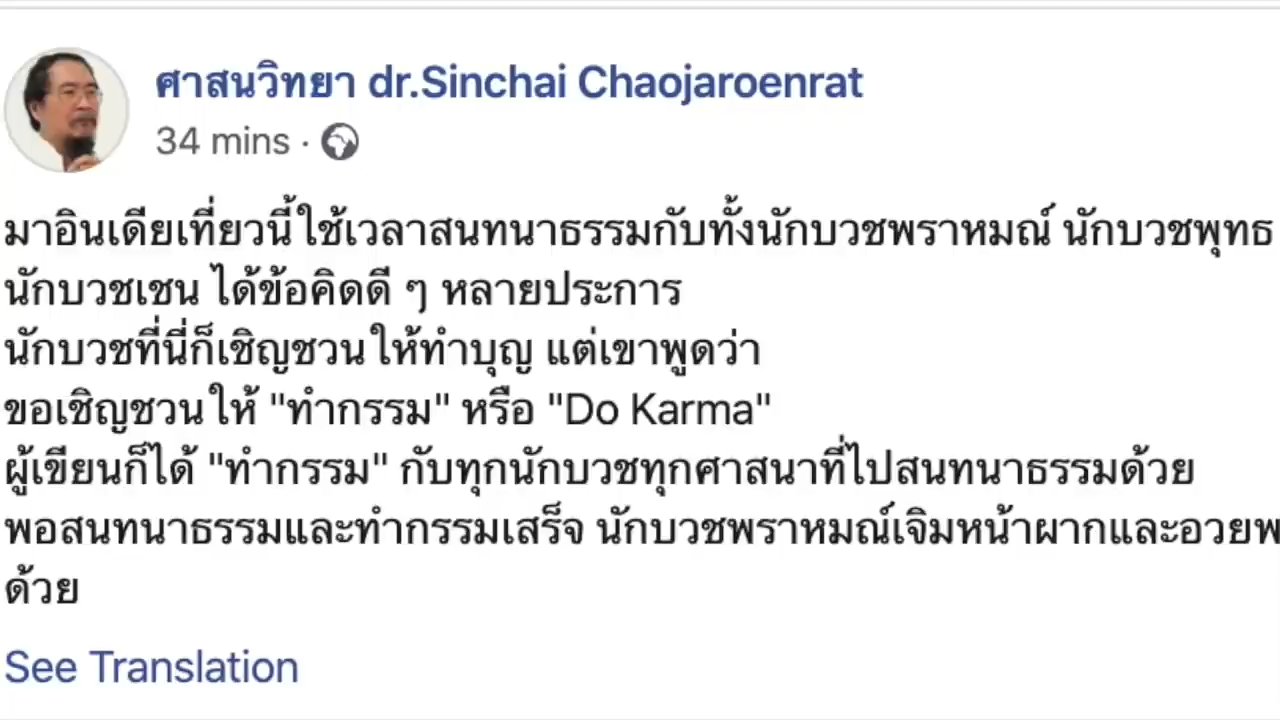 ศาสนวิทยา dr.Sinchai Chaojaroenrat
34 mins ·
มาอินเดียเที่ยวนี้ใช้เวลาสนทนาธรรมกับทั้งนักบวชพราหมณ์ นักบวชพุทธ
นักบวชเชน ได้ข้อคิดดี ๆ หลายประการ
นักบวชที่นี่ก็เชิญชวนให้ทำบุญ แต่เขาพูดว่า
ขอเชิญชวนให้ "ทำกรรม" หรือ "Do Karma"
ผู้เขียนก็ได้ "ทำกรรม" กับทุกนักบวชทุกศาสนาที่ไปสนทนาธรรมด้วย
พอสนทนาธรรมและทำกรรมเสร็จ นักบวชพราหมณ์เจิมหน้าผากและอวยพ
ด้วย
See Translation